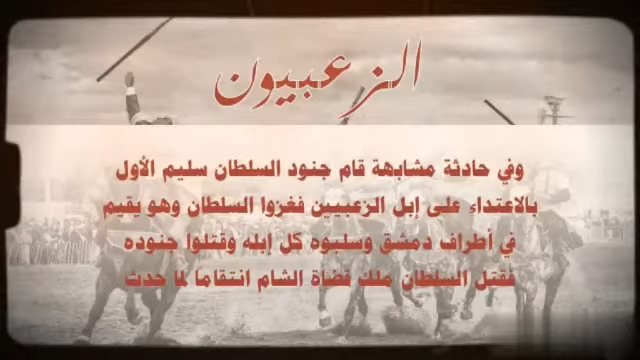 الزعبيون
وفي حادثة مشابهة قام جنود السلطان سليم الأول
بالاعتداء على إبل الزعبيين فغزوا السلطان وهو يقيم
في أطراف دمشق وسلبوه كل إبله وقتلوا جنوده
فقتل السلطان ملك قضاة الشام انتقاما لما حدث